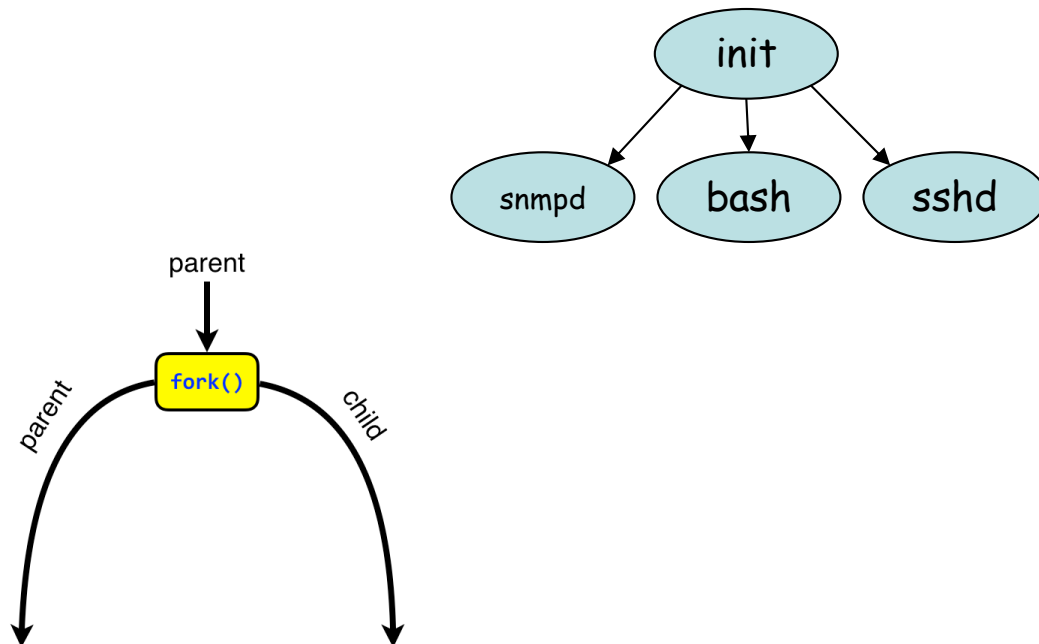 init
snmpd
bash
sshd
parent
fork()
parent
child